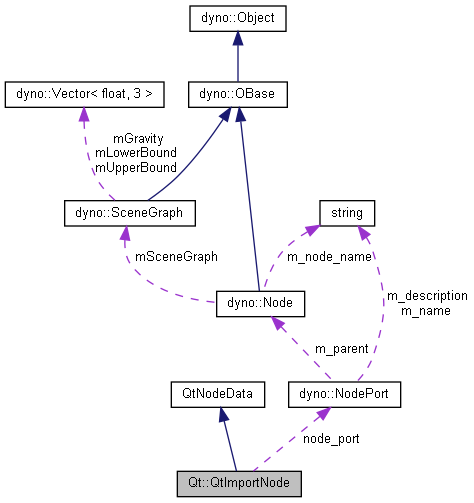 dyno::Object
dyno::Vector< float, 3 >
dyno::OBase
mGravity
mLowerBound
mUpperBound
dyno::SceneGraph
string
mSceneGraph
m_node_name
dyno::Node
m_description
m_name
m_parent
QtNodeData
dyno::NodePort
node_port
Qt::QtImportNode